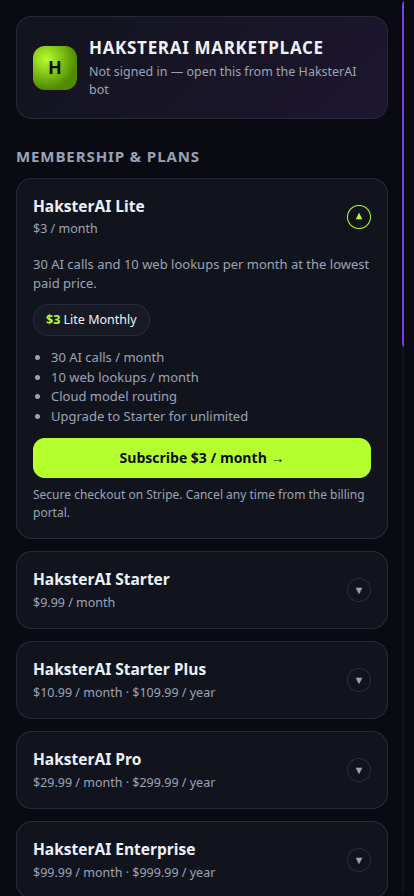 H
HAKSTERAI MARKETPLACE
Not signed in — open this from the HaksterAI
bot
MEMBERSHIP & PLANS
HaksterAI Lite
$3 / month
▲
30 AI calls and 10 web lookups per month at the lowest
paid price.
$3 Lite Monthly
• 30 AI calls / month
• 10 web lookups / month
• Cloud model routing
• Upgrade to Starter for unlimited
Subscribe $3 / month →
Secure checkout on Stripe. Cancel any time from the billing
portal.
HaksterAI Starter
$9.99 / month
▼
HaksterAI Starter Plus
$10.99 / month · $109.99 / year
▼
HaksterAI Pro
$29.99 / month · $299.99 / year
▼
HaksterAI Enterprise
$99.99 / month · $999.99 / year
▼